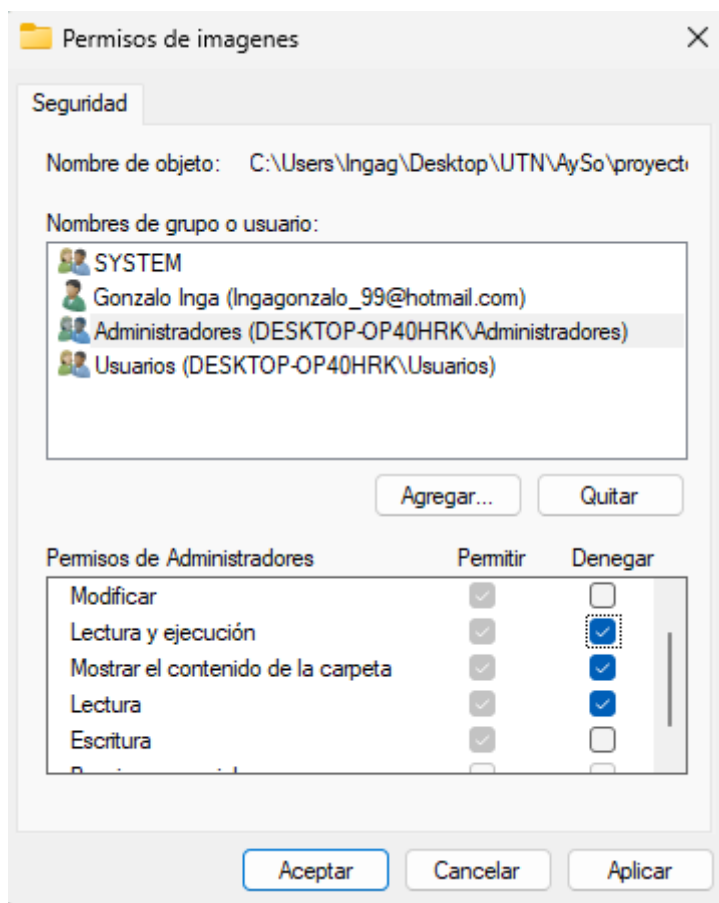 Permisos de imagenes
Seguridad
Nombre de objeto: C:\Users\Ingag\Desktop\UTN\AySo\proyect
Nombres de grupo o usuario:
SYSTEM
Gonzalo Inga (Ingagonzalo_99@hotmail.com)
Administradores (DESKTOP-OP40HRK\Administradores)
Usuarios (DESKTOP-OP40HRK\Usuarios)
Agregar... Quitar
Permisos de Administradores Permitir Denegar
Modificar
Lectura y ejecución
Mostrar el contenido de la carpeta
Lectura
Escritura
Aceptar Cancelar Aplicar